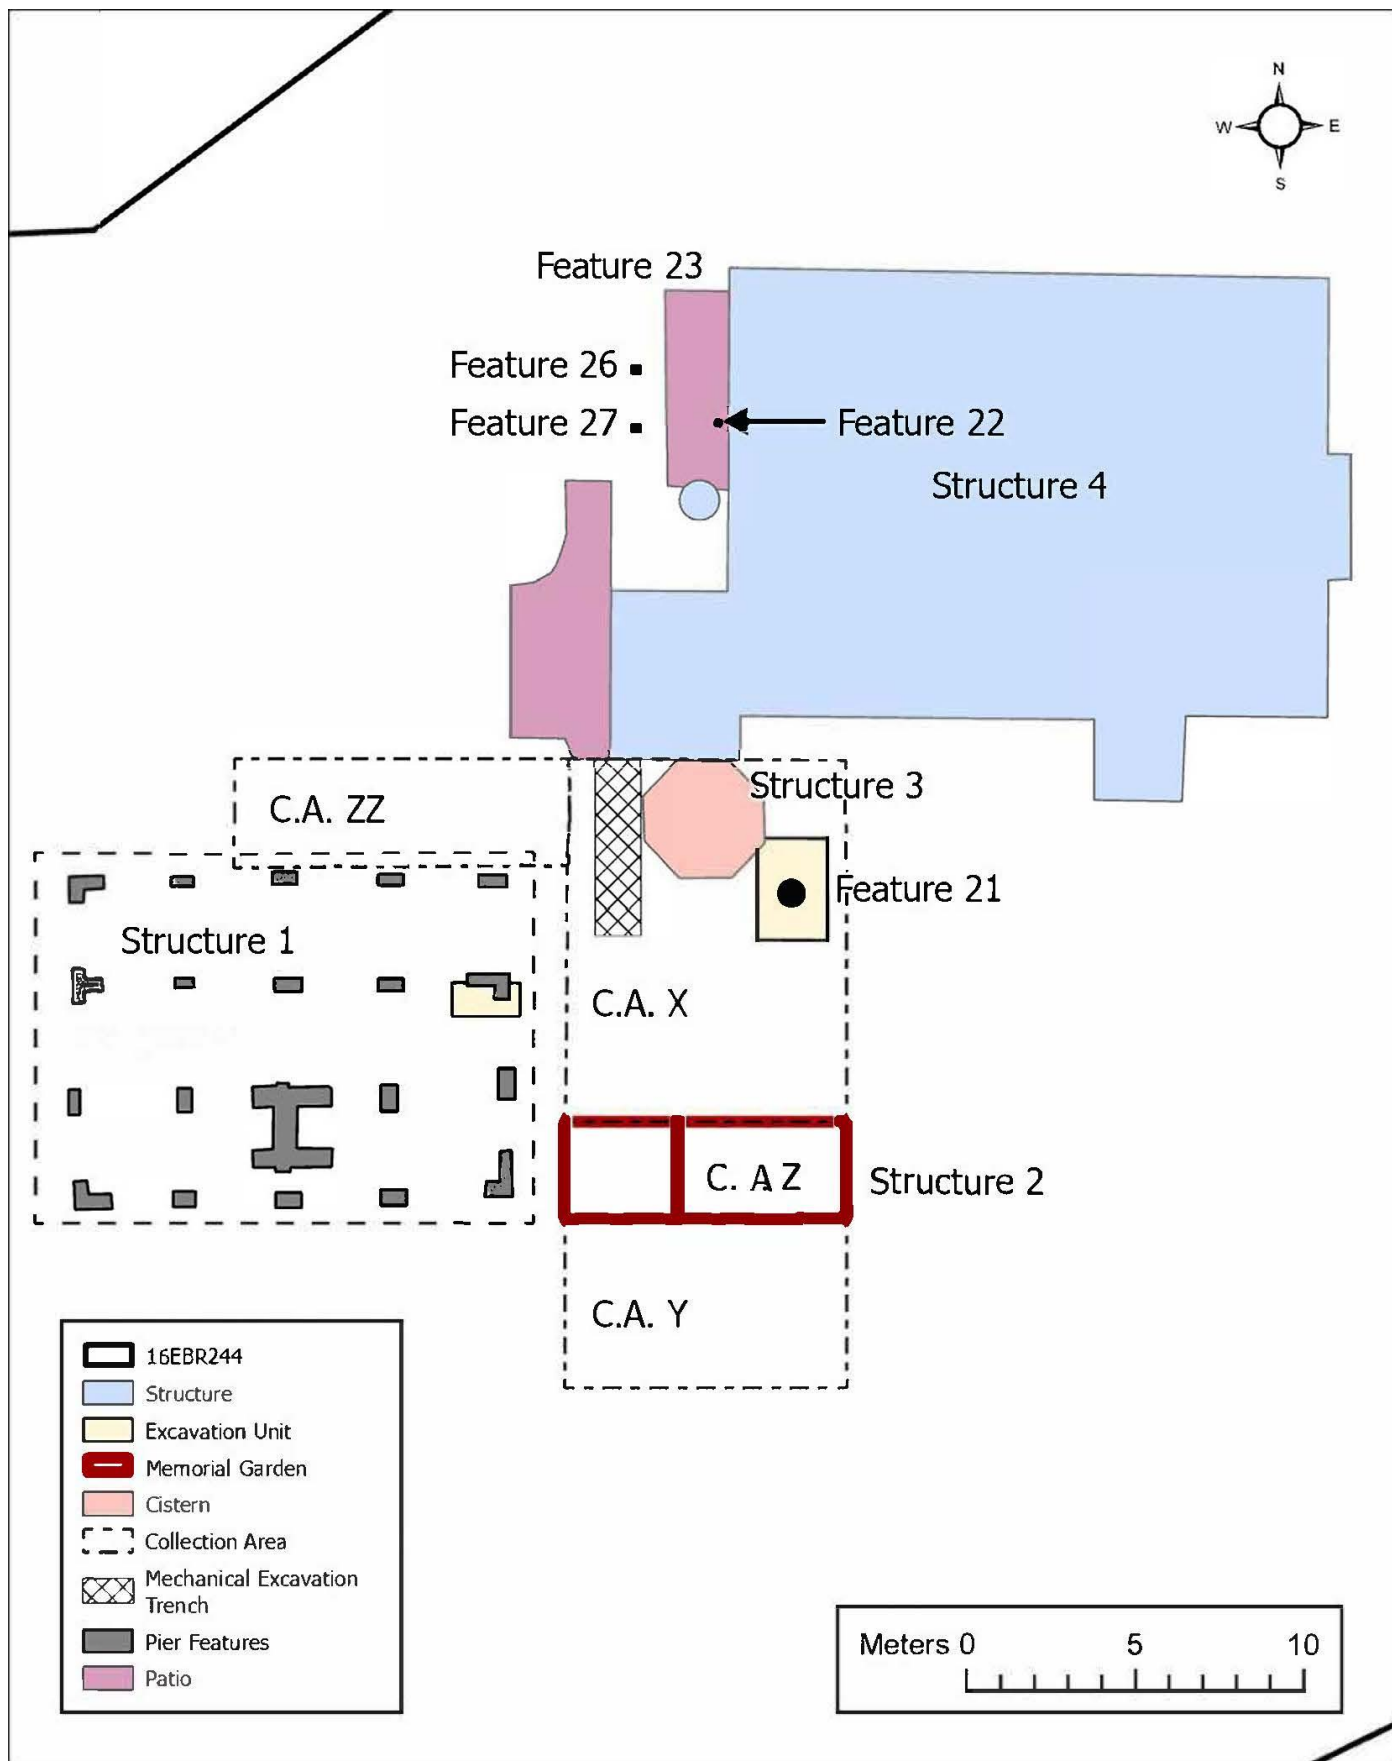 N
W E
S
Feature 23
Feature 26
Feature 27
Feature 22
Structure 4
Structure 3
C.A. ZZ
Feature 21
Structure 1
C.A. X
C. A Z
Structure 2
C.A. Y
16EBR244
Structure
Excavation Unit
Memorial Garden
Cistern
Collection Area
Mechanical Excavation
Trench
Pier Features
Patio
Meters 0 5 10